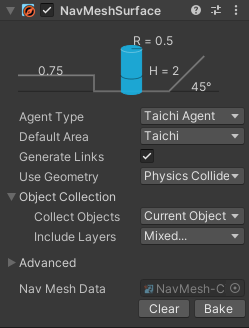 NavMeshSurface
R = 0.5
0.75
H = 2
45°
Agent Type Taichi Agent
Default Area Taichi
Generate Links
Use Geometry Physics Collide
Object Collection
Collect Objects Current Object
Include Layers Mixed...
Advanced
Nav Mesh Data NavMesh-C
Clear Bake